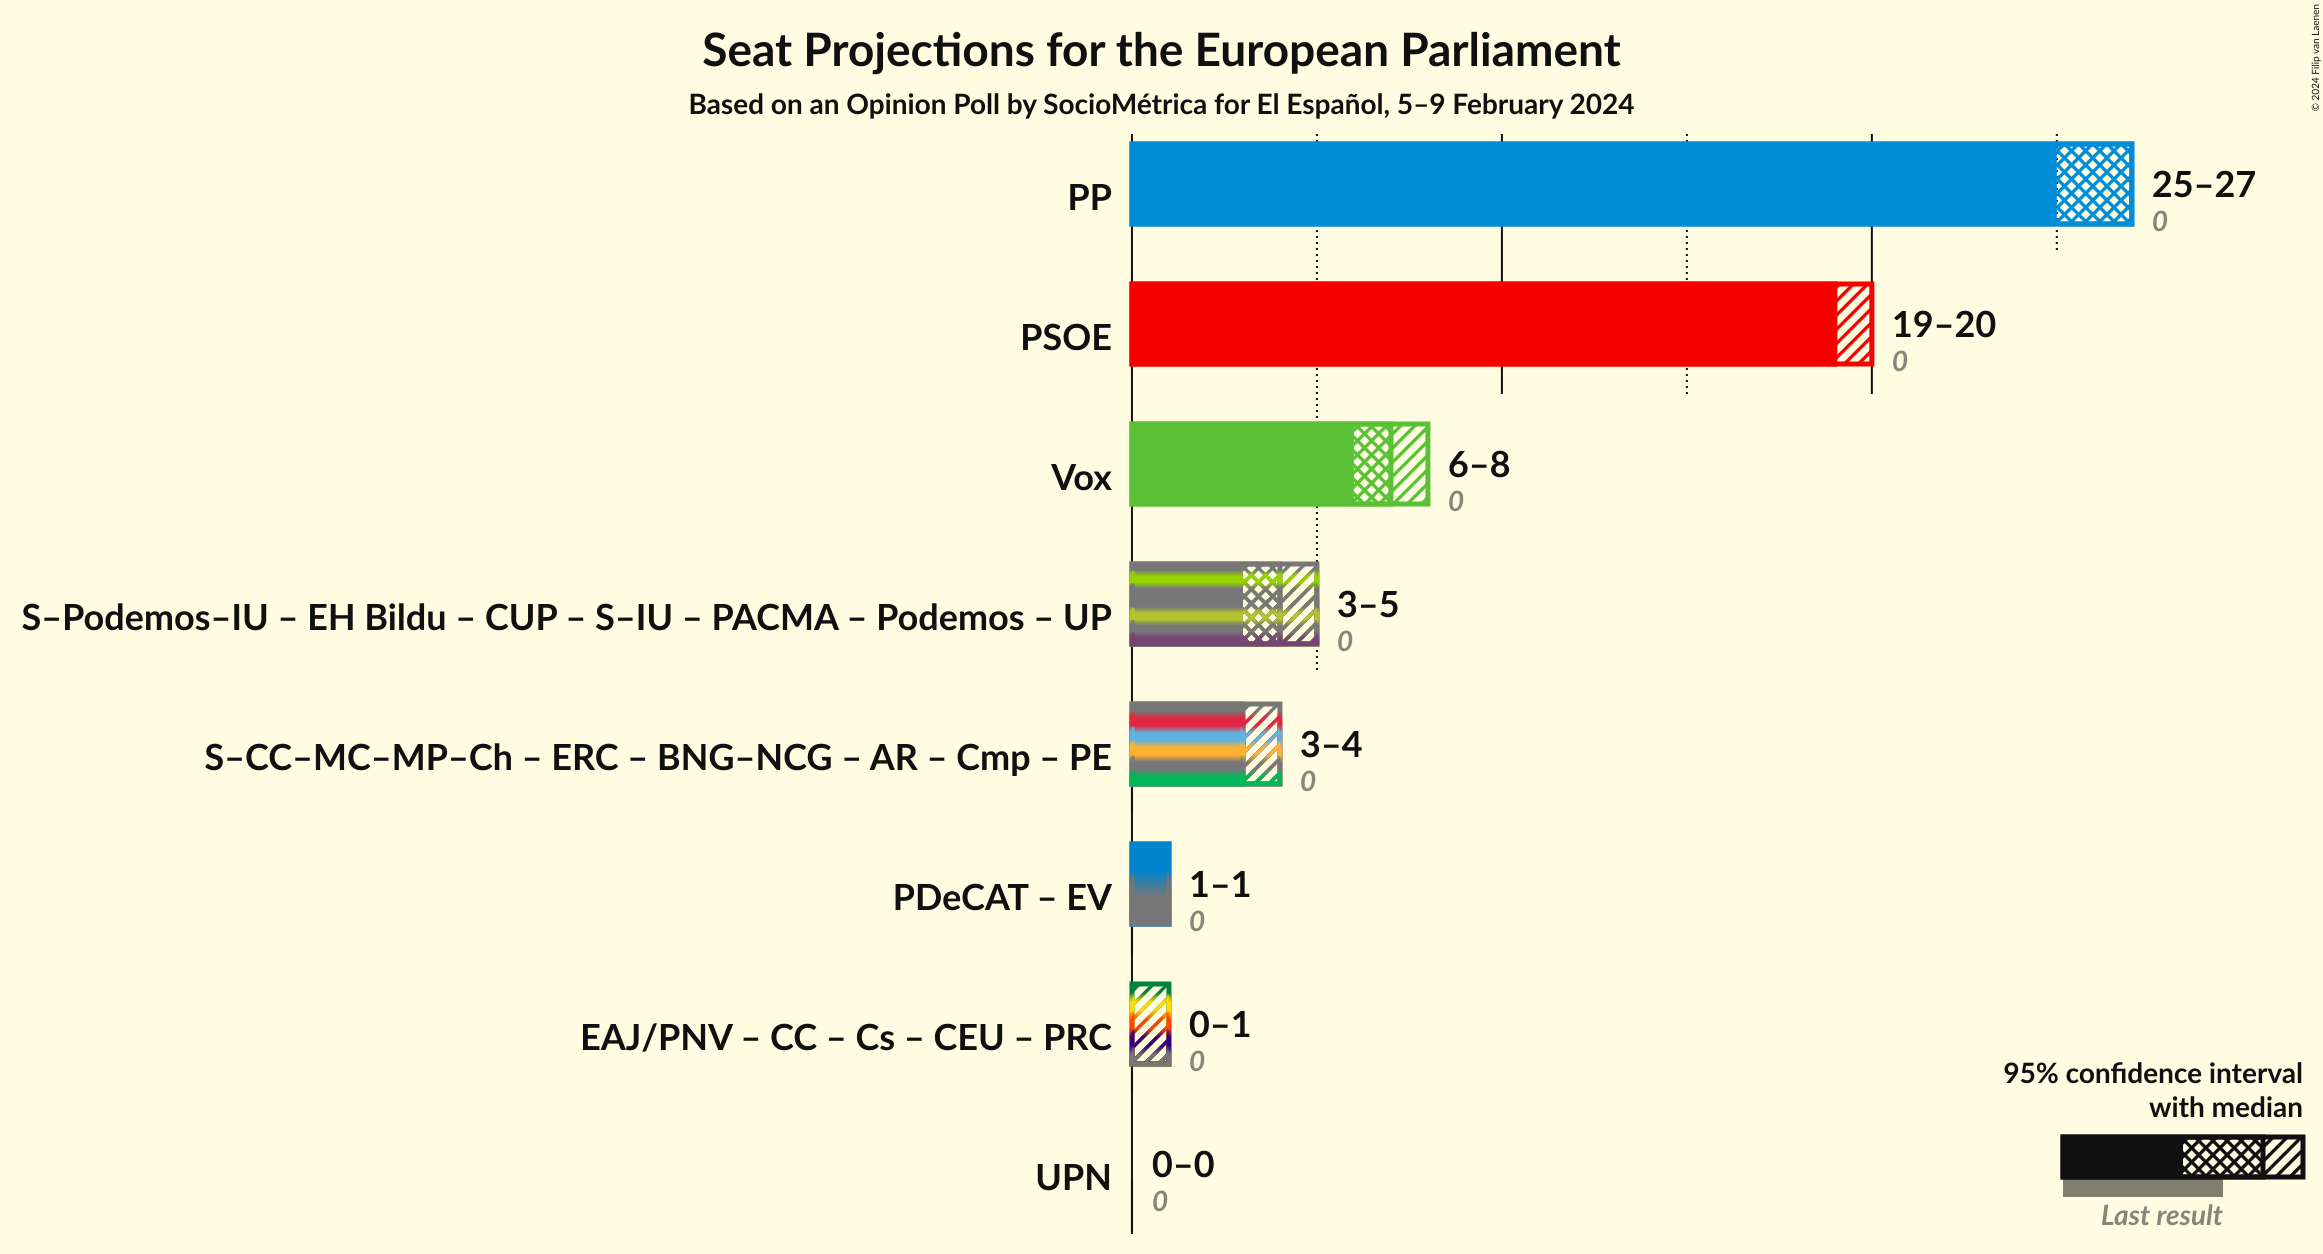 Seat Projections for the European Parliament
Based on an Opinion Poll by SocioMétrica for El Español, 5–9 February 2024
© 2024 Filip van Laenen
PP
25–27
0
PSOE
19–20
0
Vox
6–8
0
S–Podemos–IU – EH Bildu – CUP – S–IU – PACMA – Podemos – UP
3–5
0
S–CC–MC–MP–Ch – ERC – BNG–NCG – AR – Cmp – PE
3–4
0
PDeCAT – EV
1–1
0
EAJ/PNV – CC – Cs – CEU – PRC
0–1
0
UPN
0–0
0
95% confidence interval
with median
Last result